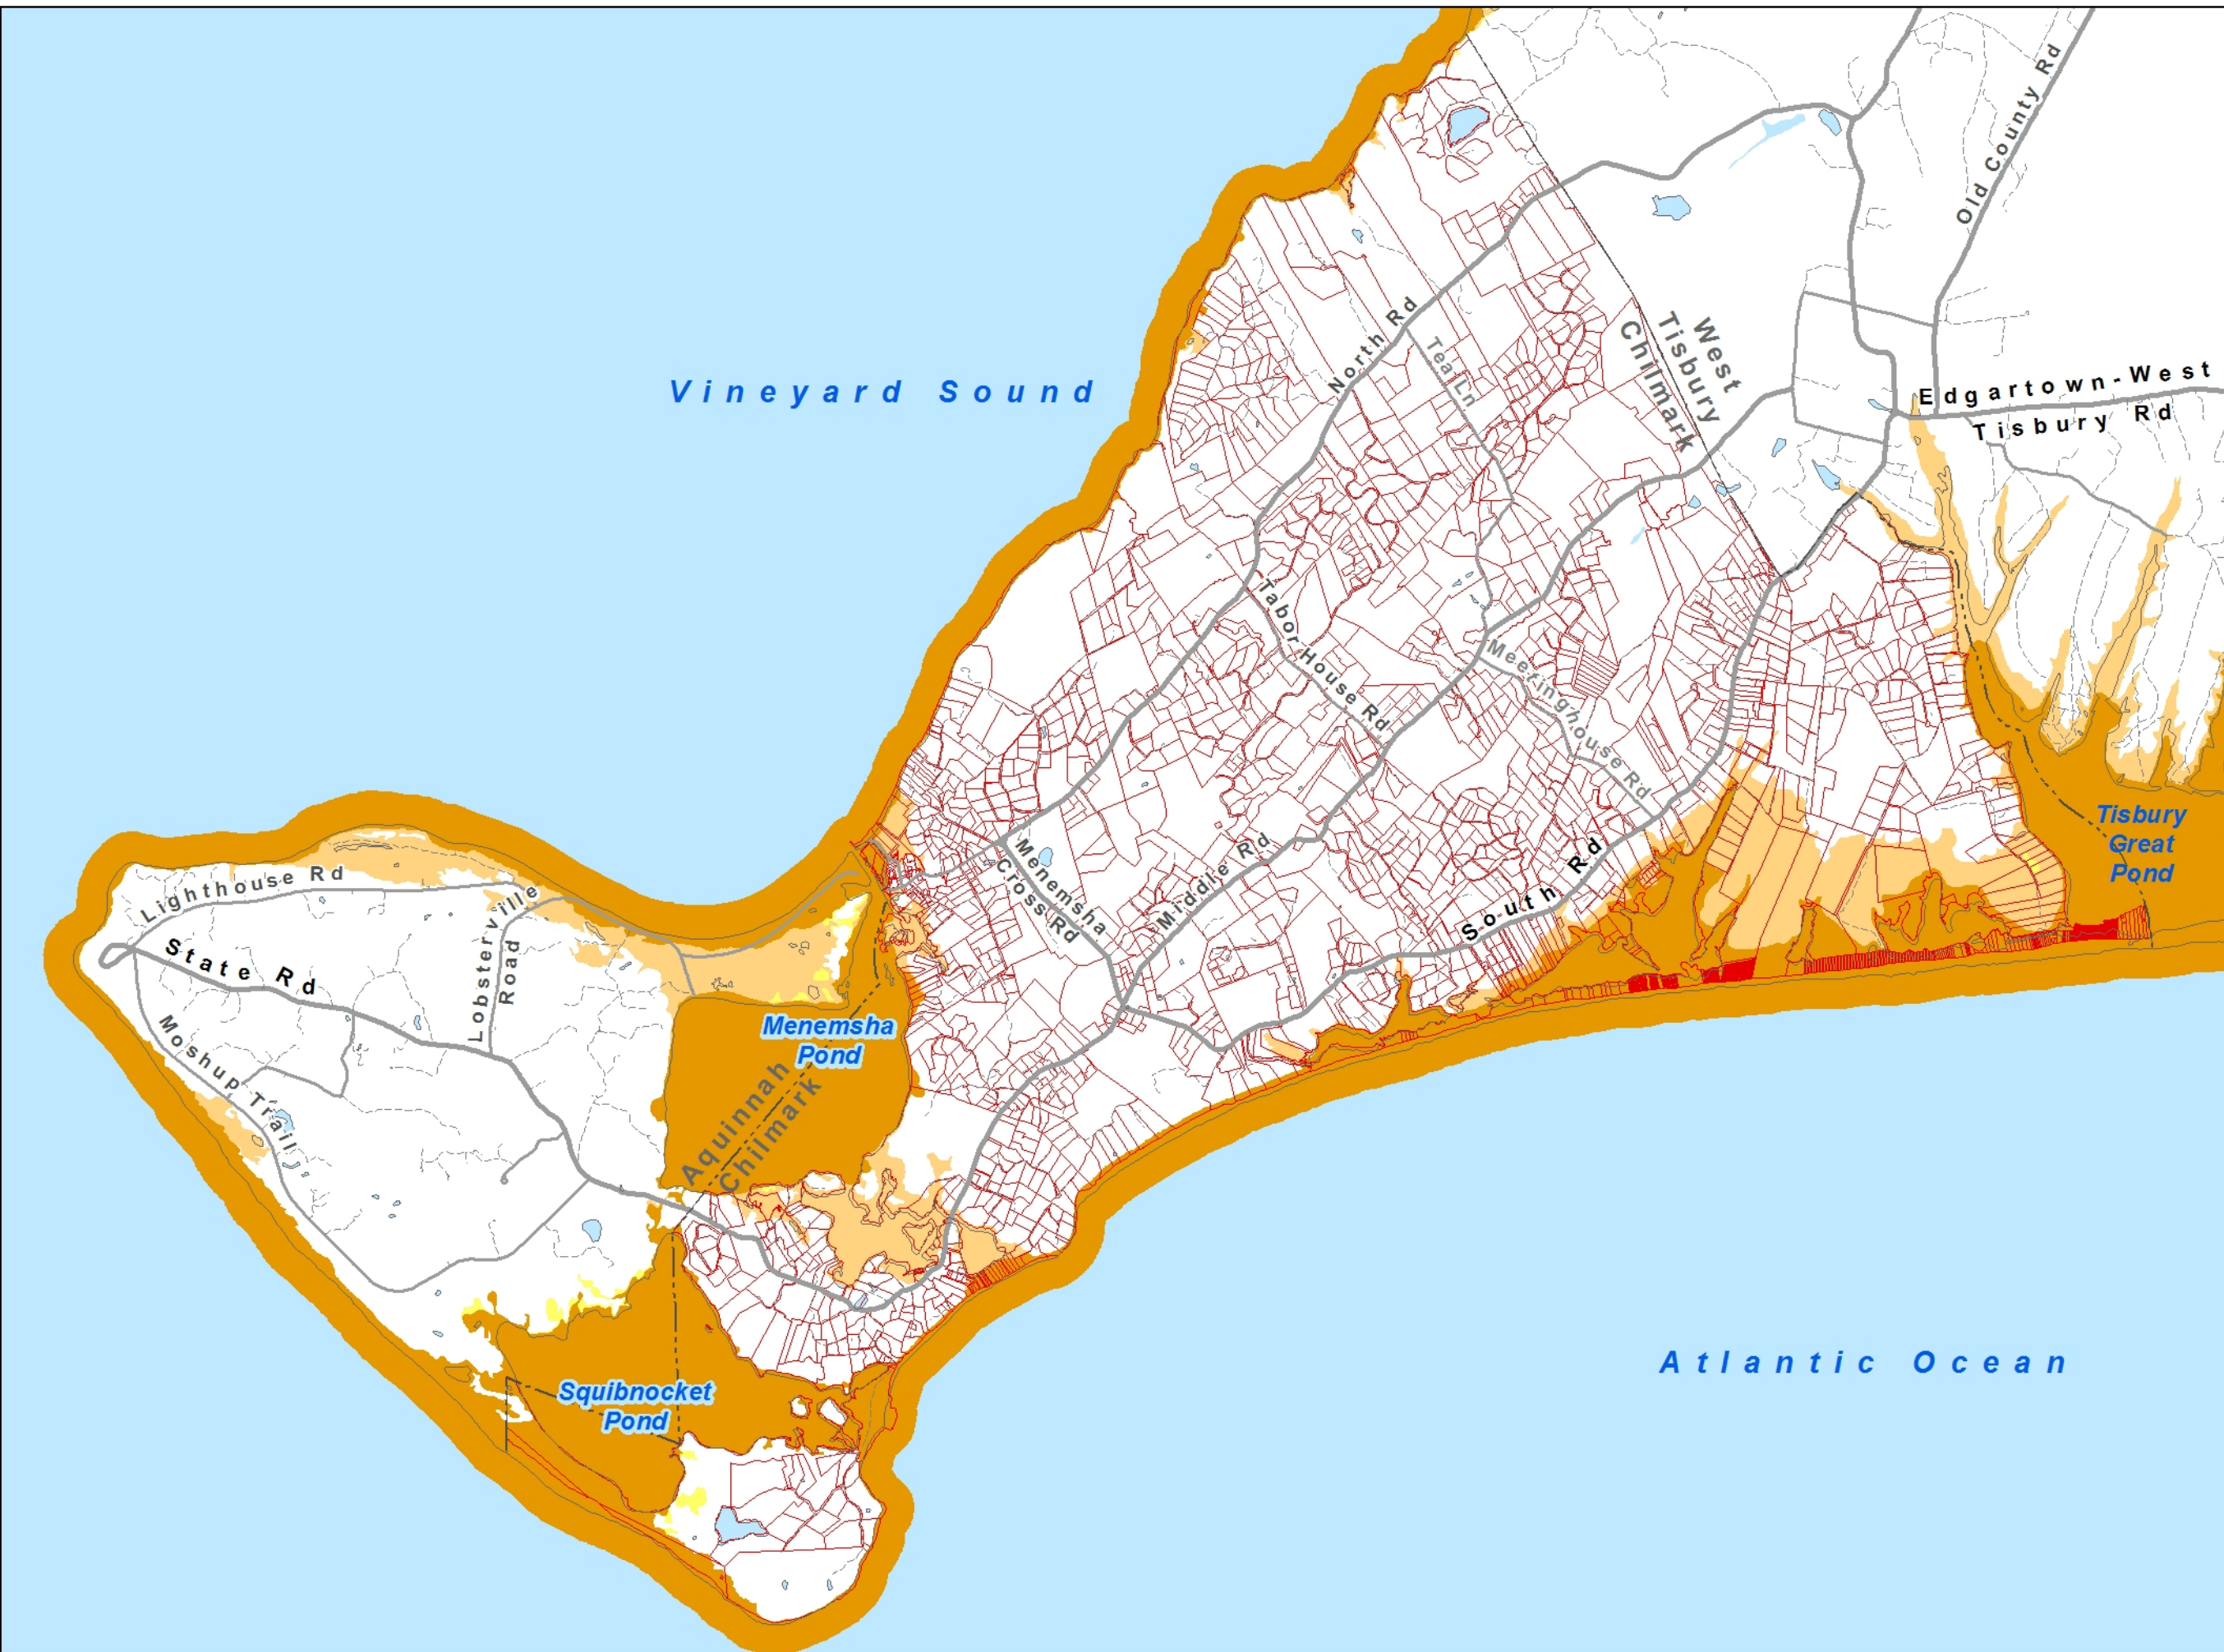 Old County Rd
Vineyard Sound
North Rd
Tea Ln
West
Tisbury
Chilmark
Edgartown-West
Tisbury Rd
Tabor House Rd
Meeringhouse Rd
Tisbury
Great
Pond
Menemsha
Cross Rd
Middle Rd
South Rd
Lighthouse Rd
State Rd
Lobsterville
Road
Moshup Trail
Menemsha
Pond
Aquinnah
Chilmark
Squibnocket
Pond
Atlantic Ocean